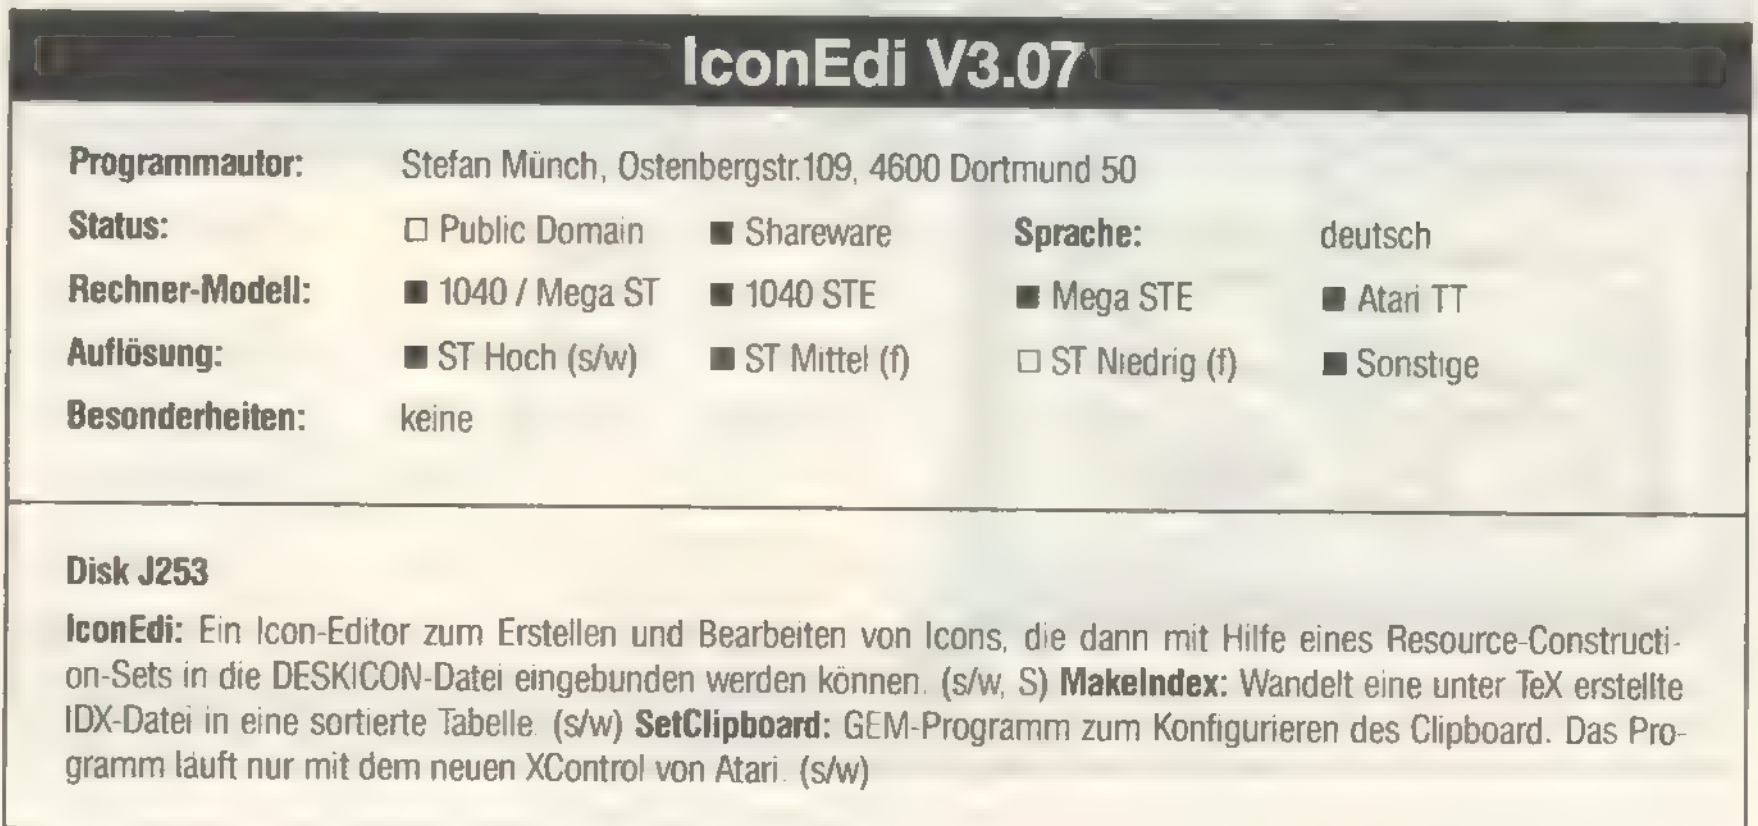 IconEdi V3.07
Programmautor: Stefan Münch, Ostenbergstr.109, 4600 Dortmund 50
Status: □ Public Domain ■ Shareware Sprache: deutsch
Rechner-Modell: ■ 1040 / Mega ST ■ 1040 STE ■ Mega STE ■ Atari TT
Auflösung: ■ ST Hoch (s/w) ■ ST Mittel (f) □ ST Niedrig (f) ■ Sonstige
Besonderheiten: keine
Disk J253
IconEdi: Ein Icon-Editor zum Erstellen und Bearbeiten von Icons, die dann mit Hilfe eines Resource-Constructi-
on-Sets in die DESKICON-Datei eingebunden werden können. (s/w, S) MakeIndex: Wandelt eine unter TeX erstellte
IDX-Datei in eine sortierte Tabelle. (s/w) SetClipboard: GEM-Programm zum Konfigurieren des Clipboard. Das Pro-
gramm läuft nur mit dem neuen XControl von Atari. (s/w)